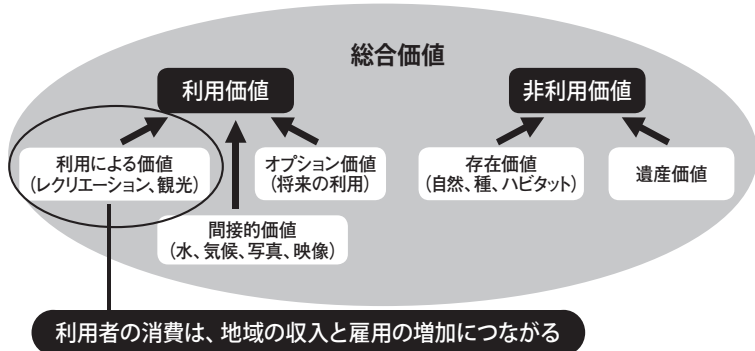 総合価値
利用価値
非利用価値
利用による価値
(レクリエーション、観光)
オプション価値
(将来の利用)
存在価値
(自然、種、ハビタット)
遺産価値
間接的価値
(水、気候、写真、映像)
利用者の消費は、地域の収入と雇用の増加につながる